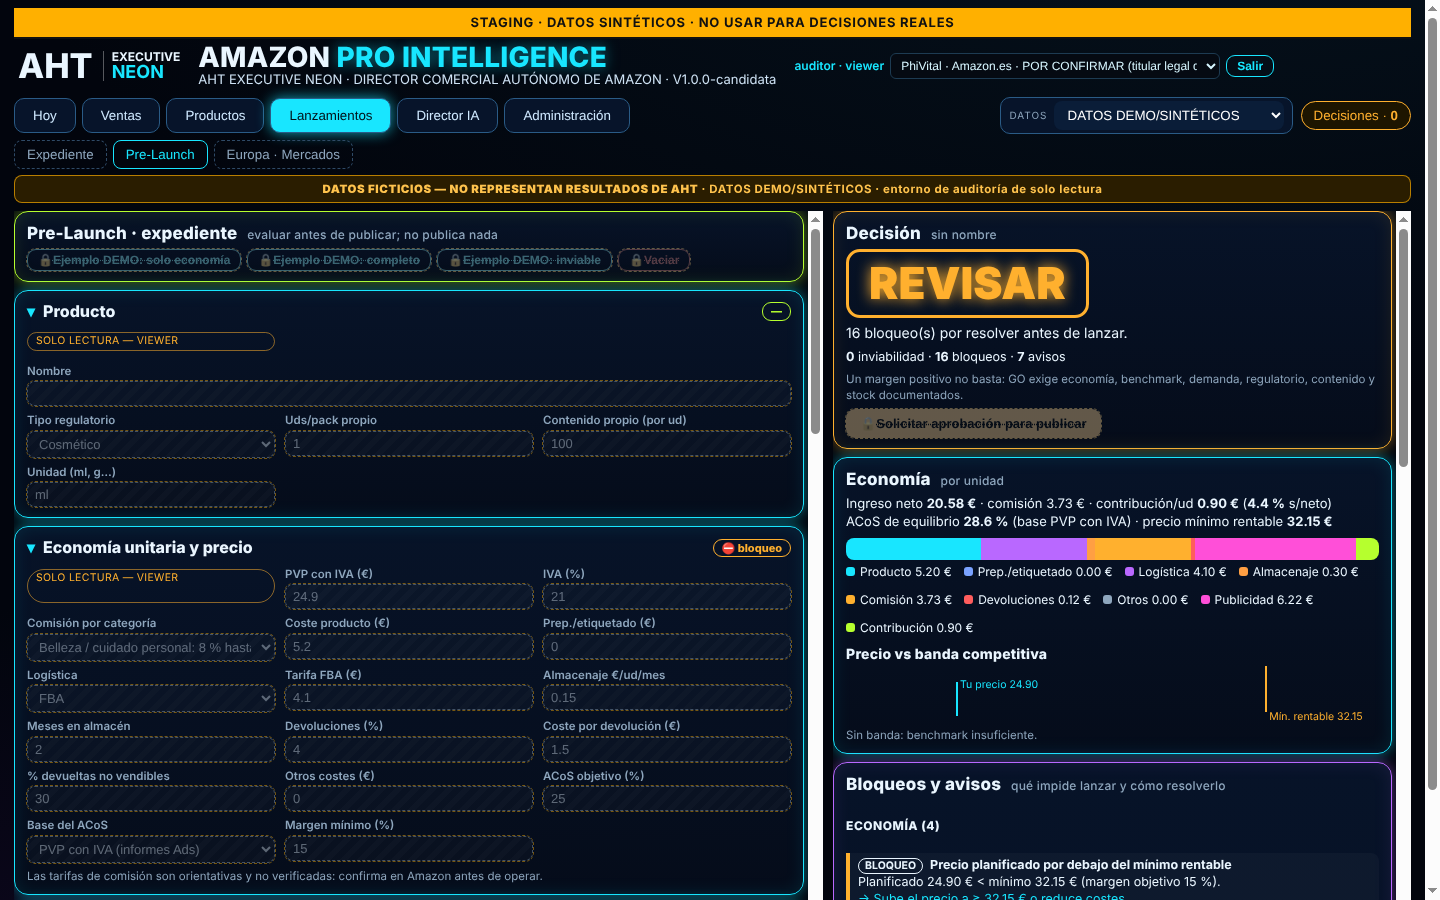 STAGING · DATOS SINTÉTICOS · NO USAR PARA DECISIONES REALES
AHT EXECUTIVE NEON
AMAZON PRO INTELLIGENCE
AHT EXECUTIVE NEON · DIRECTOR COMERCIAL AUTÓNOMO DE AMAZON · V1.0.0-candidata
auditor · viewer
PhiVital · Amazon.es · POR CONFIRMAR (titular legal c
Salir
Hoy
Ventas
Productos
Lanzamientos
Director IA
Administración
DATOS DATOS DEMO/SINTÉTICOS
Decisiones · 0
Expediente
Pre-Launch
Europa · Mercados
DATOS FICTICIOS — NO REPRESENTAN RESULTADOS DE AHT · DATOS DEMO/SINTÉTICOS · entorno de auditoría de solo lectura
Pre-Launch · expediente evaluar antes de publicar; no publica nada
Ejemplo DEMO: solo economía
Ejemplo DEMO: completo
Ejemplo DEMO: inviable
Vaciar
▼ Producto —
SOLO LECTURA — VIEWER
Nombre
Tipo regulatorio Uds/pack propio Contenido propio (por ud)
Cosmético 1 100
Unidad (ml, g...)
ml
▼ Economía unitaria y precio bloqueo
SOLO LECTURA — VIEWER
PVP con IVA (€) IVA (%)
24.9 21
Comisión por categoría Coste producto (€) Prep./etiquetado (€)
Belleza / cuidado personal: 8 % hasta 5.2 0
Logística Tarifa FBA (€) Almacenaje €/ud/mes
FBA 4.1 0.15
Meses en almacén Devoluciones (%) Coste por devolución (€)
2 4 1.5
% devueltas no vendibles Otros costes (€) ACoS objetivo (%)
30 0 25
Base del ACoS Margen mínimo (%)
PVP con IVA (informes Ads) 15
Las tarifas de comisión son orientativas y no verificadas: confirma en Amazon antes de operar.
Decisión sin nombre
REVISAR
16 bloqueo(s) por resolver antes de lanzar.
0 inviabilidad · 16 bloqueos · 7 avisos
Un margen positivo no basta: GO exige economía, benchmark, demanda, regulatorio, contenido y
stock documentados.
Solicitar aprobación para publicar
Economía por unidad
Ingreso neto 20.58 € · comisión 3.73 € · contribución/ud 0.90 € (4.4 % s/neto)
ACoS de equilibrio 28.6 % (base PVP con IVA) · precio mínimo rentable 32.15 €
Producto 5.20 € Prep./etiquetado 0.00 € Logística 4.10 € Almacenaje 0.30 €
Comisión 3.73 € Devoluciones 0.12 € Otros 0.00 € Publicidad 6.22 €
Contribución 0.90 €
Precio vs banda competitiva
Tu precio 24.90
Mín. rentable 32.15
Sin banda: benchmark insuficiente.
Bloqueos y avisos qué impide lanzar y cómo resolverlo
ECONOMÍA (4)
BLOQUEO Precio planificado por debajo del mínimo rentable
Planificado 24.90 € < mínimo 32.15 € (margen objetivo 15 %).
→ Sube el precio a ≥ 32.15 € o reduce costes.